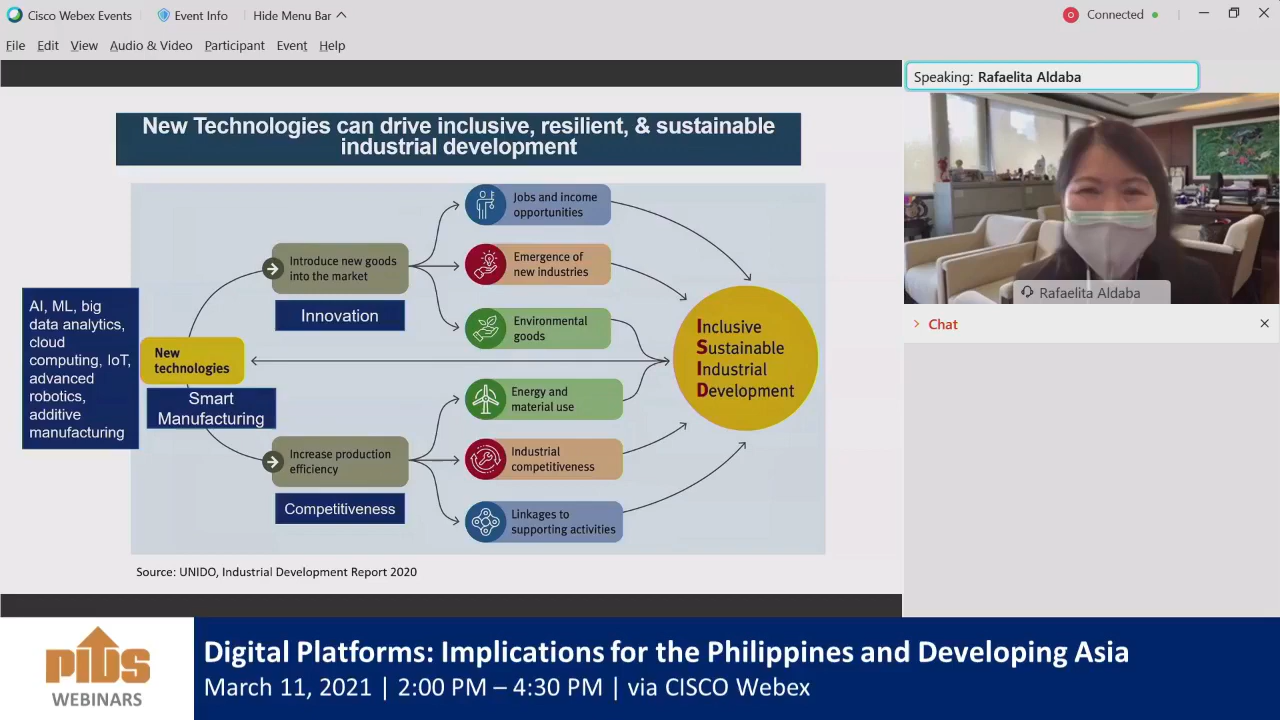 Cisco Webex Events
Event Info
Hide Menu Bar
Connected
File Edit View Audio & Video Participant Event Help
Speaking: Rafaelita Aldaba
New Technologies can drive inclusive, resilient, & sustainable
industrial development
Jobs and income
opportunities
Introduce new goods
into the market
Emergence of
new industries
Innovation
Environmental
goods
AI, ML, big
data analytics,
cloud
computing, IoT,
advanced
robotics,
additive
manufacturing
New
technologies
Smart
Manufacturing
Inclusive
Sustainable
Industrial
Development
Energy and
material use
Increase production
efficiency
Industrial
competitiveness
Competitiveness
Linkages to
supporting activities
Source: UNIDO, Industrial Development Report 2020
Rafaelita Aldaba
Chat
PIDS
WEBINARS
Digital Platforms: Implications for the Philippines and Developing Asia
March 11, 2021 | 2:00 PM – 4:30 PM | via CISCO Webex